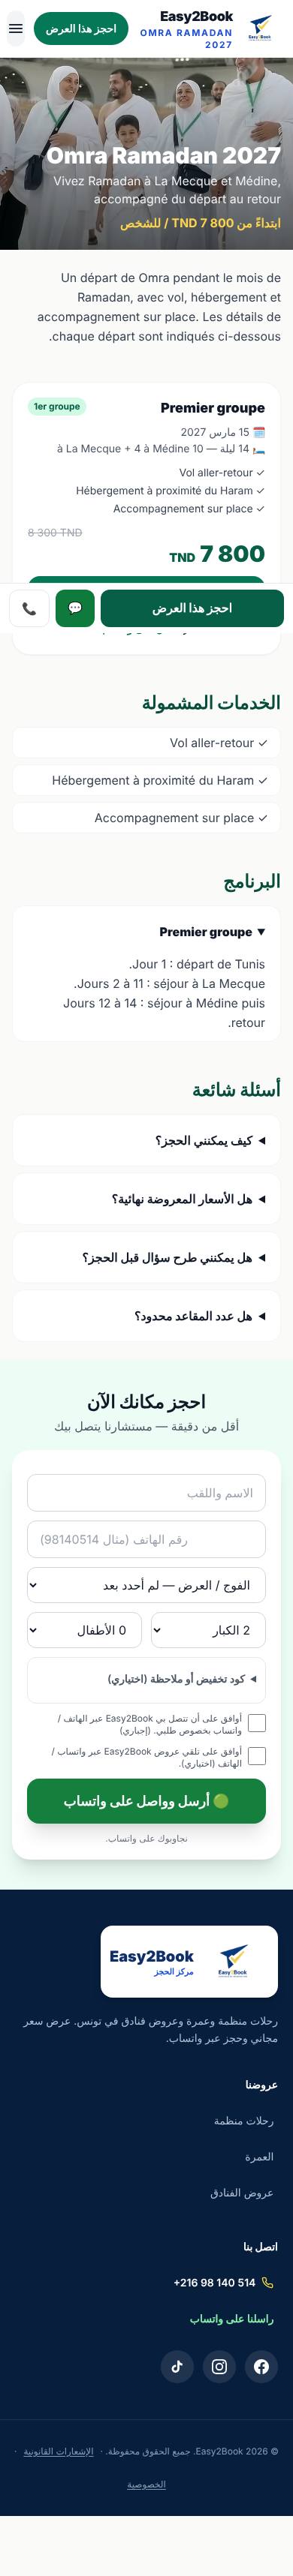 Easy2Book
OMRA RAMADAN
2027
احجز هذا العرض
Omra Ramadan 2027
Vivez Ramadan à La Mecque et Médine,
accompagné du départ au retour
ابتداءً من 7 800 TND / للشخص
Un départ de Omra pendant le mois de
Ramadan, avec vol, hébergement et
accompagnement sur place. Les détails de
chaque départ sont indiqués ci-dessous.
Premier groupe
1er groupe
🗓️ 15 مارس 2027
🛏️ 14 ليلة — 10 à La Mecque + 4 à Médine
✓ Vol aller-retour
✓ Hébergement à proximité du Haram
✓ Accompagnement sur place
8 300 TND
7 800 TND
احجز هذا العرض
الخدمات المشمولة
✓ Vol aller-retour
✓ Hébergement à proximité du Haram
✓ Accompagnement sur place
البرنامج
Premier groupe
Jour 1 : départ de Tunis.
Jours 2 à 11 : séjour à La Mecque.
Jours 12 à 14 : séjour à Médine puis
retour.
أسئلة شائعة
كيف يمكنني الحجز؟
هل الأسعار المعروضة نهائية؟
هل يمكنني طرح سؤال قبل الحجز؟
هل عدد المقاعد محدود؟
احجز مكانك الآن
أقل من دقيقة — مستشارنا يتصل بيك
الاسم واللقب
رقم الهاتف (مثال 98140514)
الفوج / العرض — لم أحدد بعد
2 الكبار
0 الأطفال
كود تخفيض أو ملاحظة (اختياري)
أوافق على أن تتصل بي Easy2Book عبر الهاتف /
واتساب بخصوص طلبي. (إجباري)
أوافق على تلقي عروض Easy2Book عبر واتساب /
الهاتف (اختياري).
🟢 أرسل وواصل على واتساب
نجاوبوك على واتساب.
Easy2Book
مركز الحجز
رحلات منظمة وعمرة وعروض فنادق في تونس. عرض سعر
مجاني وحجز عبر واتساب.
عروضنا
رحلات منظمة
العمرة
عروض الفنادق
اتصل بنا
+216 98 140 514
راسلنا على واتساب
© 2026 Easy2Book. جميع الحقوق محفوظة. · الإشعارات القانونية ·
الخصوصية